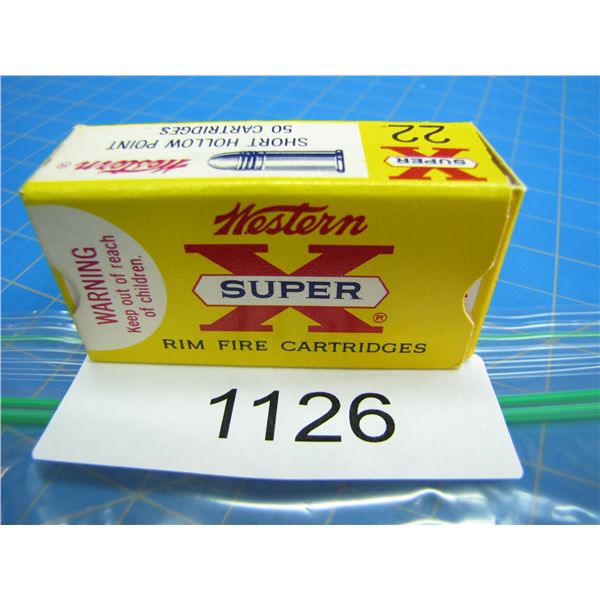 22
SUPER X
SHORT HOLLOW POINT
50 CARTRIDGES
Western ®
Western
SUPER X ®
RIM FIRE CARTRIDGES
WARNING
Keep out of reach
of children.
1126